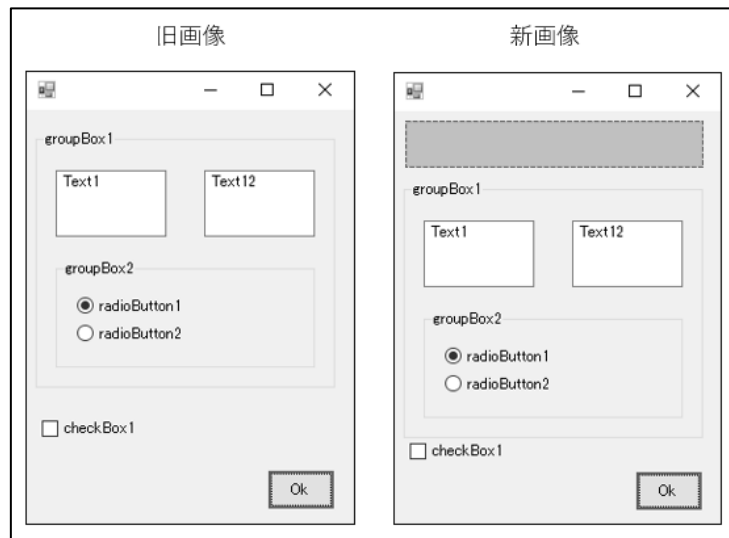 旧画像
新画像
groupBox1
Text1
Text12
groupBox2
radioButton1
radioButton2
checkBox1
Ok
groupBox1
Text1
Text12
groupBox2
radioButton1
radioButton2
checkBox1
Ok